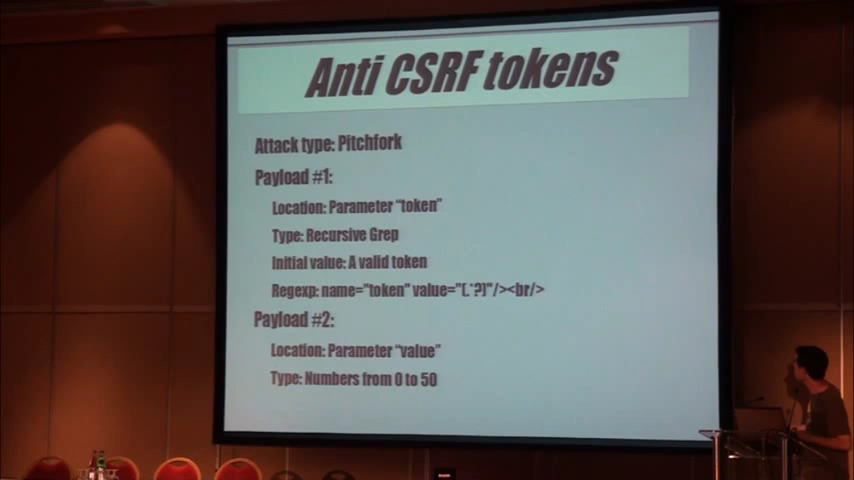 Anti CSRF tokens
Attack type: Pitchfork
Payload #1:
Location: Parameter "token"
Type: Recursive Grep
Initial value: A valid token
Regexp: name="token" value="(.*?)"/><br/>
Payload #2:
Location: Parameter "value"
Type: Numbers from 0 to 50